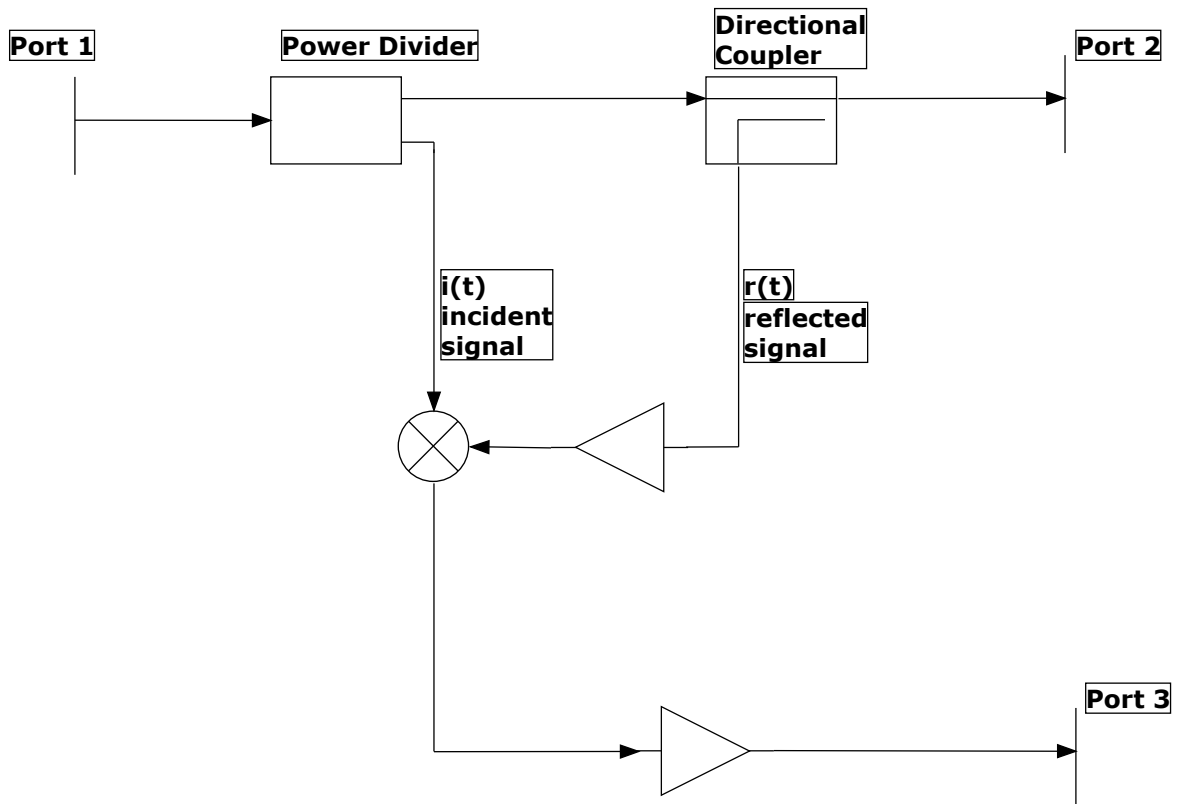 Port 1
Power Divider
Directional
Coupler
Port 2
i(t)
incident
signal
r(t)
reflected
signal
Port 3